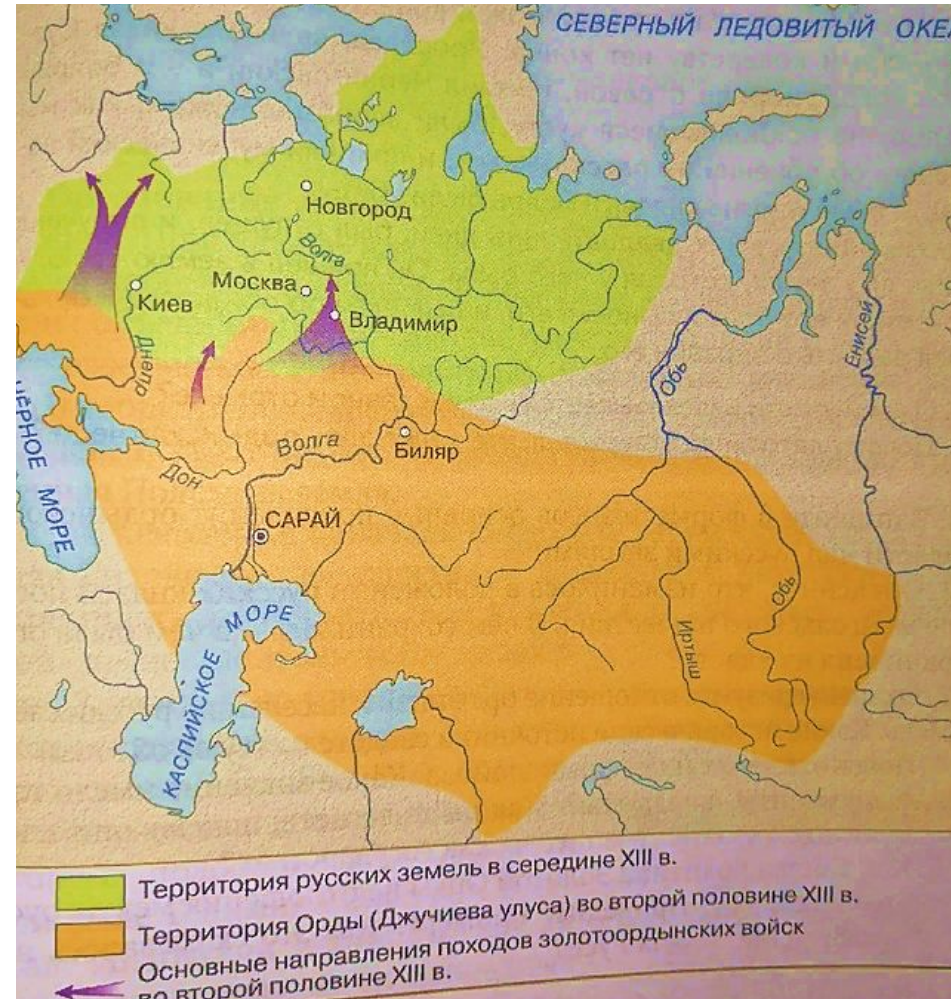 СЕВЕРНЫЙ ЛЕДОВИТЫЙ
Новгород
Волга
Москва
Киев
Владимир
Днепр
Обь
Енисей
ЧЁРНОЕ МОРЕ
Волга
Биляр
Дон
САРАЙ
Обь
Иртыш
КАСПИЙСКОЕ МОРЕ
Территория русских земель в середине XIII в.
Территория Орды (Джучиева улуса) во второй половине XIII в.
Основные направления походов золотоордынских войск
во второй половине XIII в.